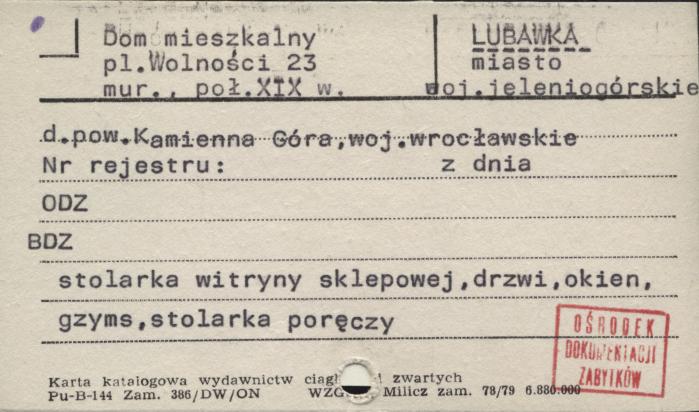 Dom mieszkalny
pl.Wolności 23
mur., poł.XIX w.
LUBAWKA
miasto
woj.jeleniogórskie
d.pow.Kamienna Góra,woj.wrocławskie
Nr rejestru: z dnia
ODZ
BDZ
stolarka witryny sklepowej,drzwi,okien,
gzyms,stolarka poręczy
OŚRODEK
DOKUMENTACJI
ZABYTKÓW
Karta katalogowa wydawnictw zwartych
Pu-B-144 Zam. 386/DW/ON Milicz zam. 78/79 6.880.000